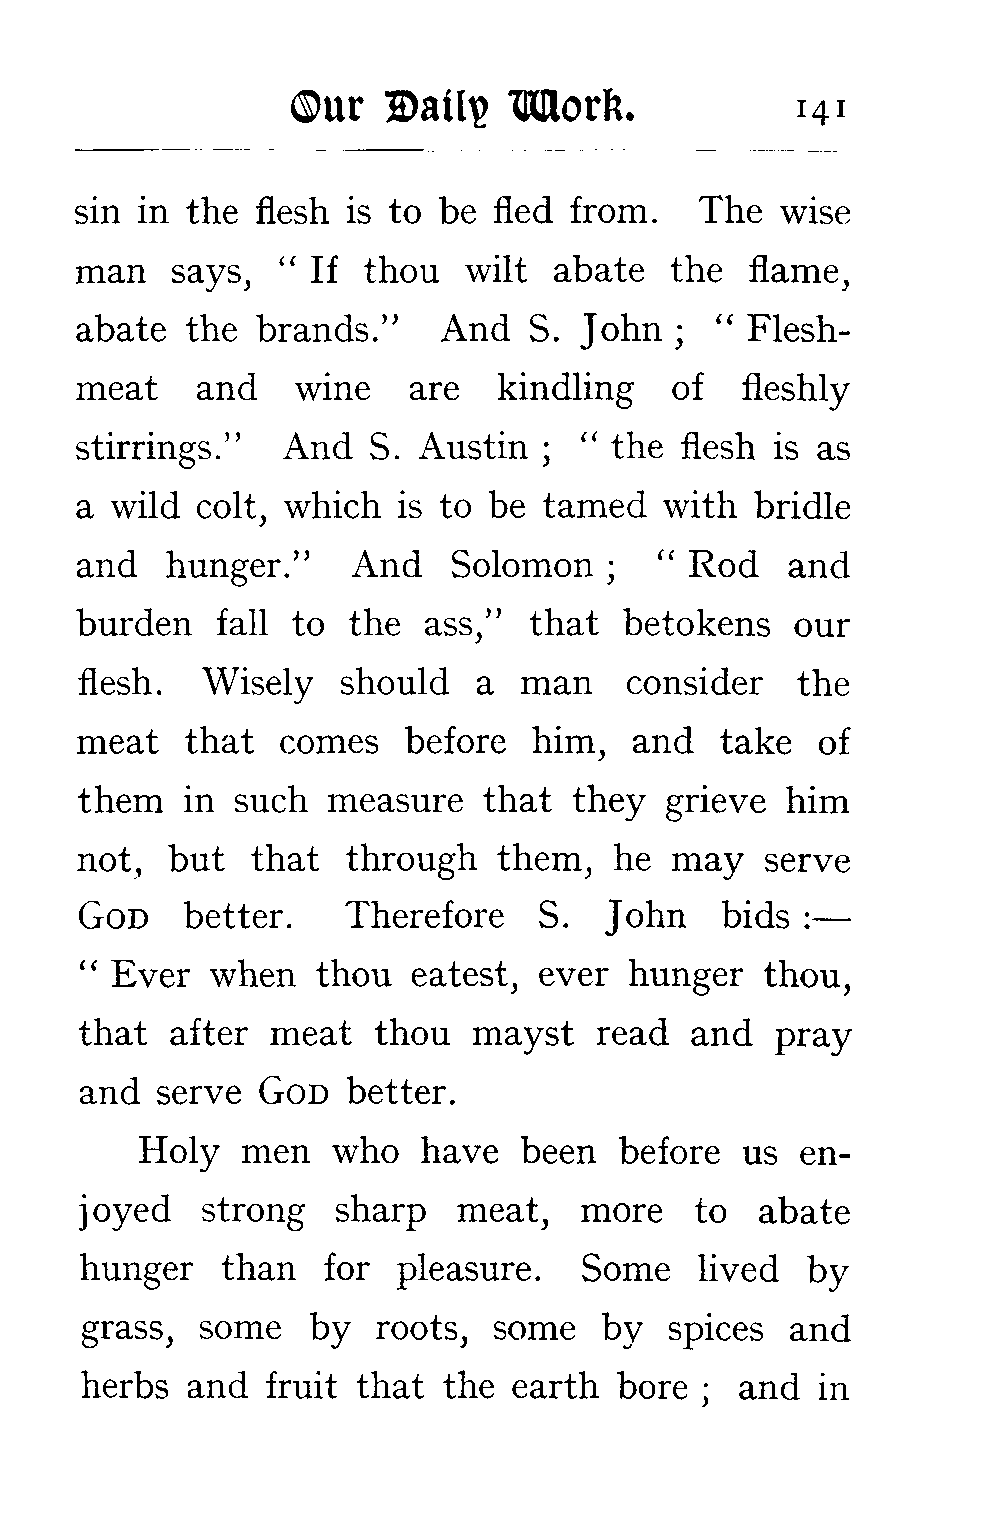 Our Daily Work. 141
sin in the flesh is to be fled from. The wise
man says, “ If thou wilt abate the flame,
abate the brands.” And S. John ; “ Flesh-
meat and wine are kindling of fleshly
stirrings.” And S. Austin ; “ the flesh is as
a wild colt, which is to be tamed with bridle
and hunger.” And Solomon ; “ Rod and
burden fall to the ass,” that betokens our
flesh. Wisely should a man consider the
meat that comes before him, and take of
them in such measure that they grieve him
not, but that through them, he may serve
GOD better. Therefore S. John bids :—
“ Ever when thou eatest, ever hunger thou,
that after meat thou mayst read and pray
and serve GOD better.
Holy men who have been before us en-
joyed strong sharp meat, more to abate
hunger than for pleasure. Some lived by
grass, some by roots, some by spices and
herbs and fruit that the earth bore ; and in